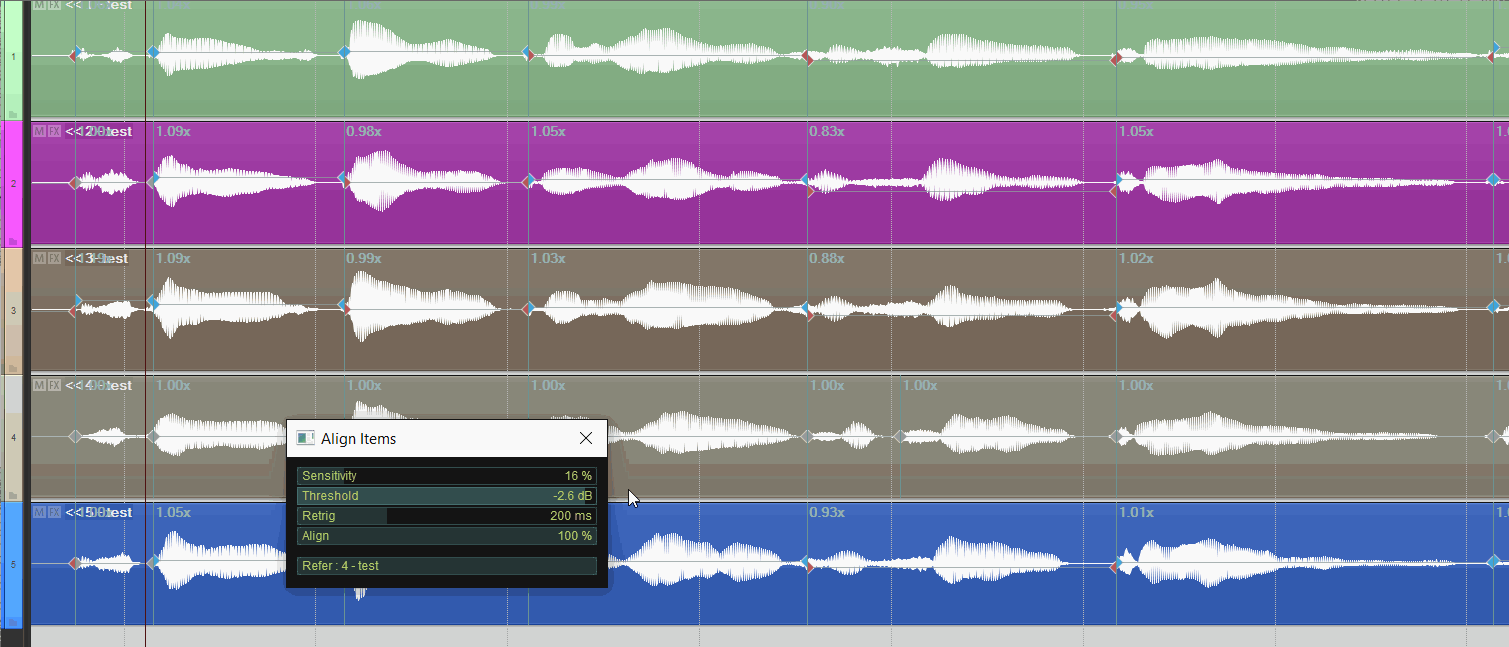 M FX << 1 - test
1
M FX << 2 - test 1.09x 0.98x 1.05x 0.83x 1.05x
2
M FX << 3 - test 1.09x 0.99x 1.03x 0.88x 1.02x
3
M FX << 4 - test 1.00x 1.00x 1.00x 1.00x 1.00x 1.00x
4
Align Items
Sensitivity 16 %
Threshold -2.6 dB
Retrig 200 ms
Align 100 %
Refer : 4 - test
M FX << 5 - test 1.05x 0.93x 1.01x
5